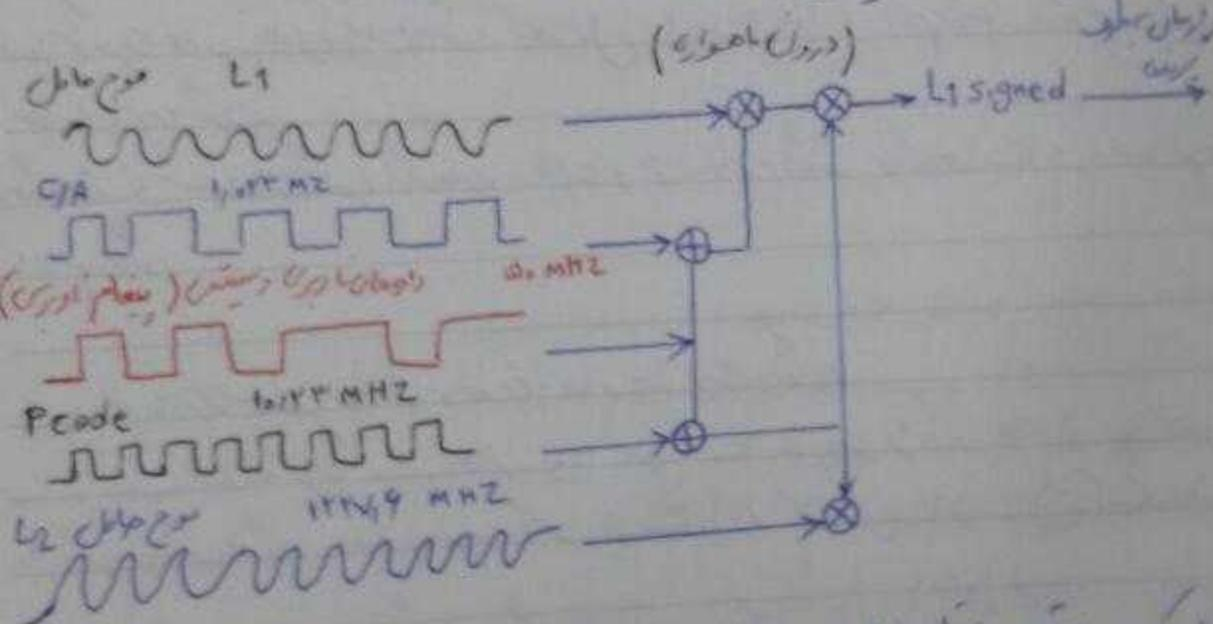 (درون ماهواره)
موج حامل L1
L1 signed
C/A ۱,۰۲۳ MZ
۵۰ MHZ
(پیغام ناوبری)
Pcode ۱۰,۲۳ MHZ
L2 موج حامل ۱۲۲۷,۶ MHZ